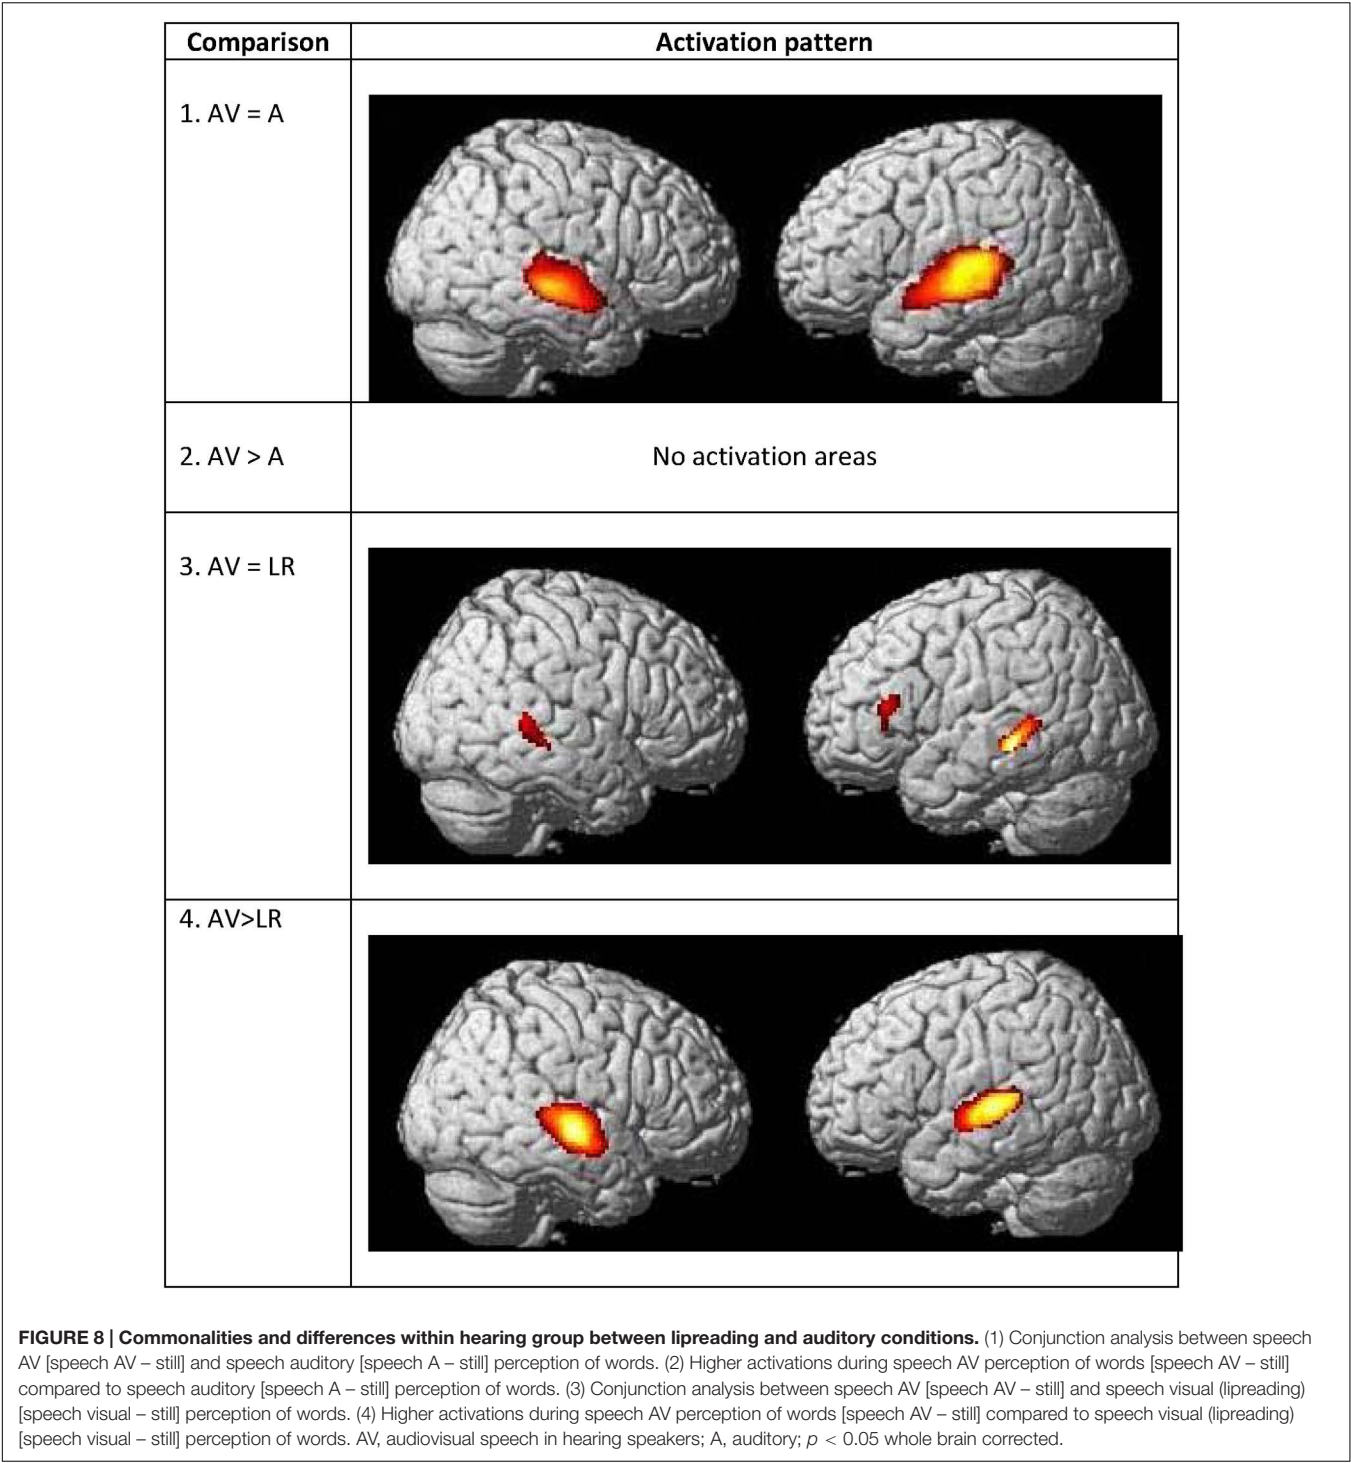 Comparison Activation pattern
1. AV = A
2. AV > A No activation areas
3. AV = LR
4. AV>LR
FIGURE 8 | Commonalities and differences within hearing group between lipreading and auditory conditions. (1) Conjunction analysis between speech
AV [speech AV – still] and speech auditory [speech A – still] perception of words. (2) Higher activations during speech AV perception of words [speech AV – still]
compared to speech auditory [speech A – still] perception of words. (3) Conjunction analysis between speech AV [speech AV – still] and speech visual (lipreading)
[speech visual – still] perception of words. (4) Higher activations during speech AV perception of words [speech AV – still] compared to speech visual (lipreading)
[speech visual – still] perception of words. AV, audiovisual speech in hearing speakers; A, auditory; p < 0.05 whole brain corrected.